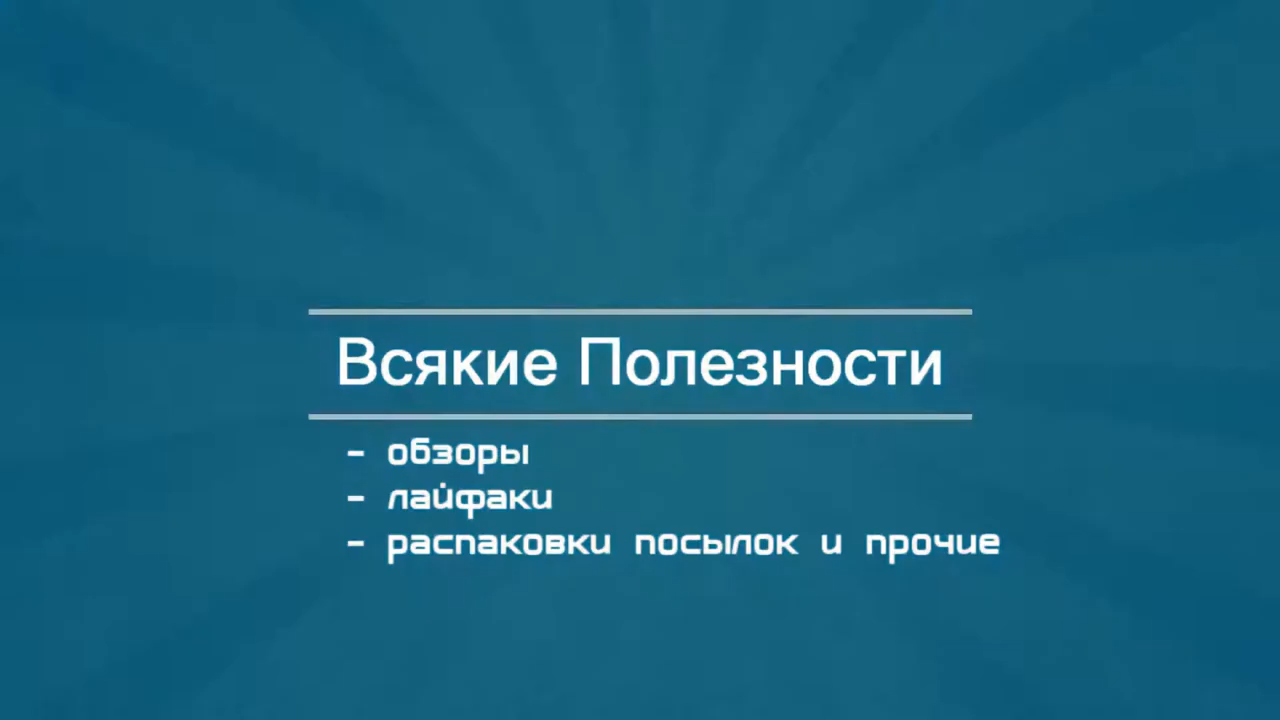 Всякие Полезности
- обзоры
- лайфаки
- распаковки посылок и прочие